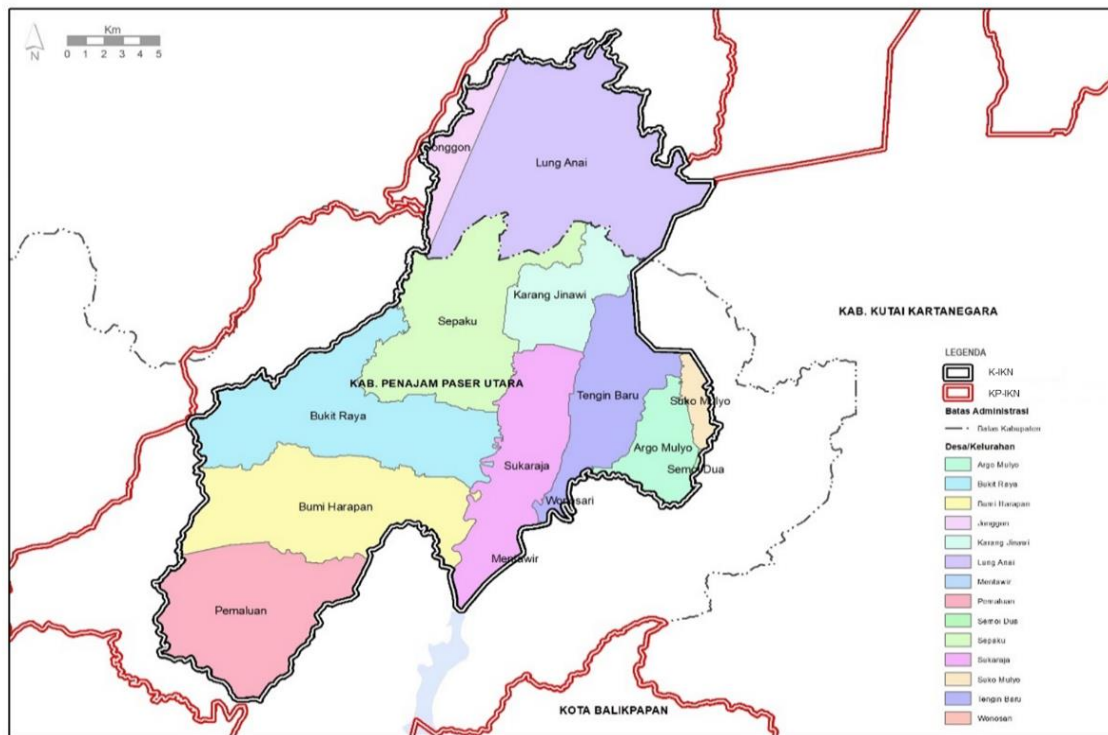 Km
N
0 1 2 3 4 5
Jonggon
Lung Anai
Karang Jinawi
Sepaku
KAB. KUTAI KARTANEGARA
KAB. PENAJAM PASER UTARA
Bukit Raya
Tengin Baru
Suko Mulyo
Argo Mulyo
Sukaraja
Semoi Dua
Bumi Harapan
Wonosari
Mentawir
Pemaluan
KOTA BALIKPAPAN
LEGENDA
K-IKN
KP-IKN
Batas Administrasi
Batas Kabupaten
Desa/Kelurahan
Argo Mulyo
Bukit Raya
Bumi Harapan
Jonggon
Karang Jinawi
Lung Anai
Mentawir
Pemaluan
Semoi Dua
Sepaku
Sukaraja
Suko Mulyo
Tengin Baru
Wonosari